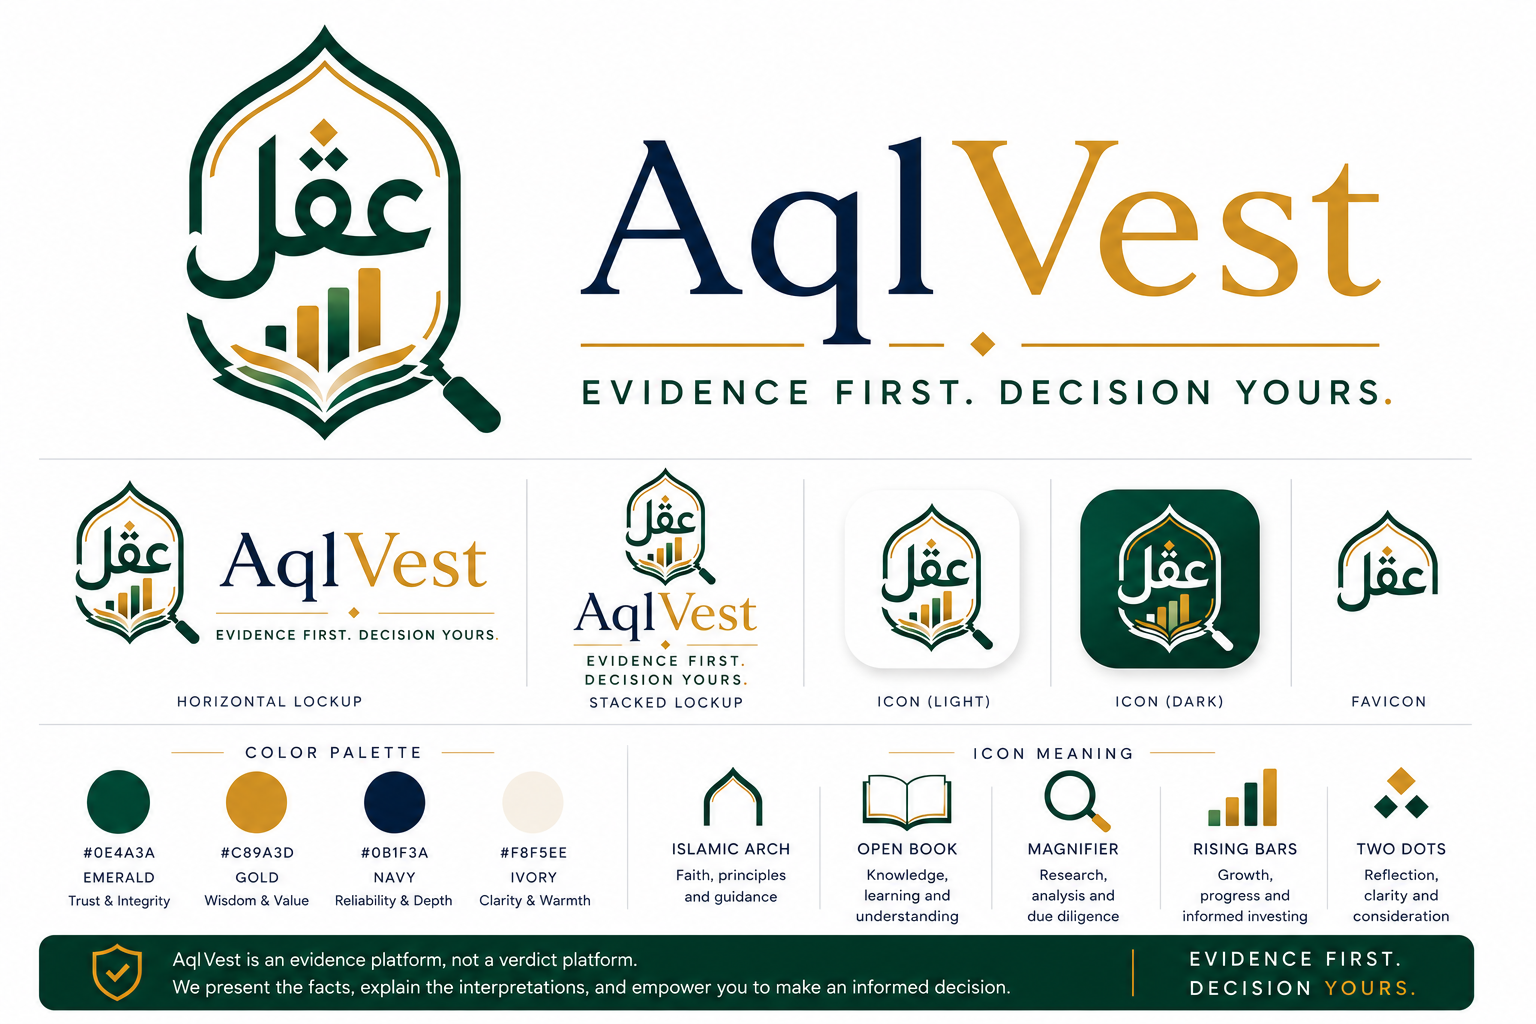 عقل
AqlVest
EVIDENCE FIRST. DECISION YOURS.
عقل
AqlVest
EVIDENCE FIRST. DECISION YOURS.
HORIZONTAL LOCKUP
عقل
AqlVest
EVIDENCE FIRST.
DECISION YOURS.
STACKED LOCKUP
عقل
ICON (LIGHT)
عقل
ICON (DARK)
عقل
FAVICON
COLOR PALETTE
#0E4A3A
EMERALD
Trust & Integrity
#C89A3D
GOLD
Wisdom & Value
#0B1F3A
NAVY
Reliability & Depth
#F8F5EE
IVORY
Clarity & Warmth
ICON MEANING
ISLAMIC ARCH
Faith, principles
and guidance
OPEN BOOK
Knowledge,
learning and
understanding
MAGNIFIER
Research,
analysis and
due diligence
RISING BARS
Growth,
progress and
informed investing
TWO DOTS
Reflection,
clarity and
consideration
AqlVest is an evidence platform, not a verdict platform.
We present the facts, explain the interpretations, and empower you to make an informed decision.
EVIDENCE FIRST.
DECISION YOURS.